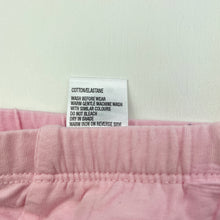 COTTON/ELASTANE
WASH BEFORE WEAR
WARM GENTLE MACHINE WASH
WITH SIMILAR COLOURS
DO NOT BLEACH
DRY IN SHADE
WARM IRON ON REVERSE SIDE